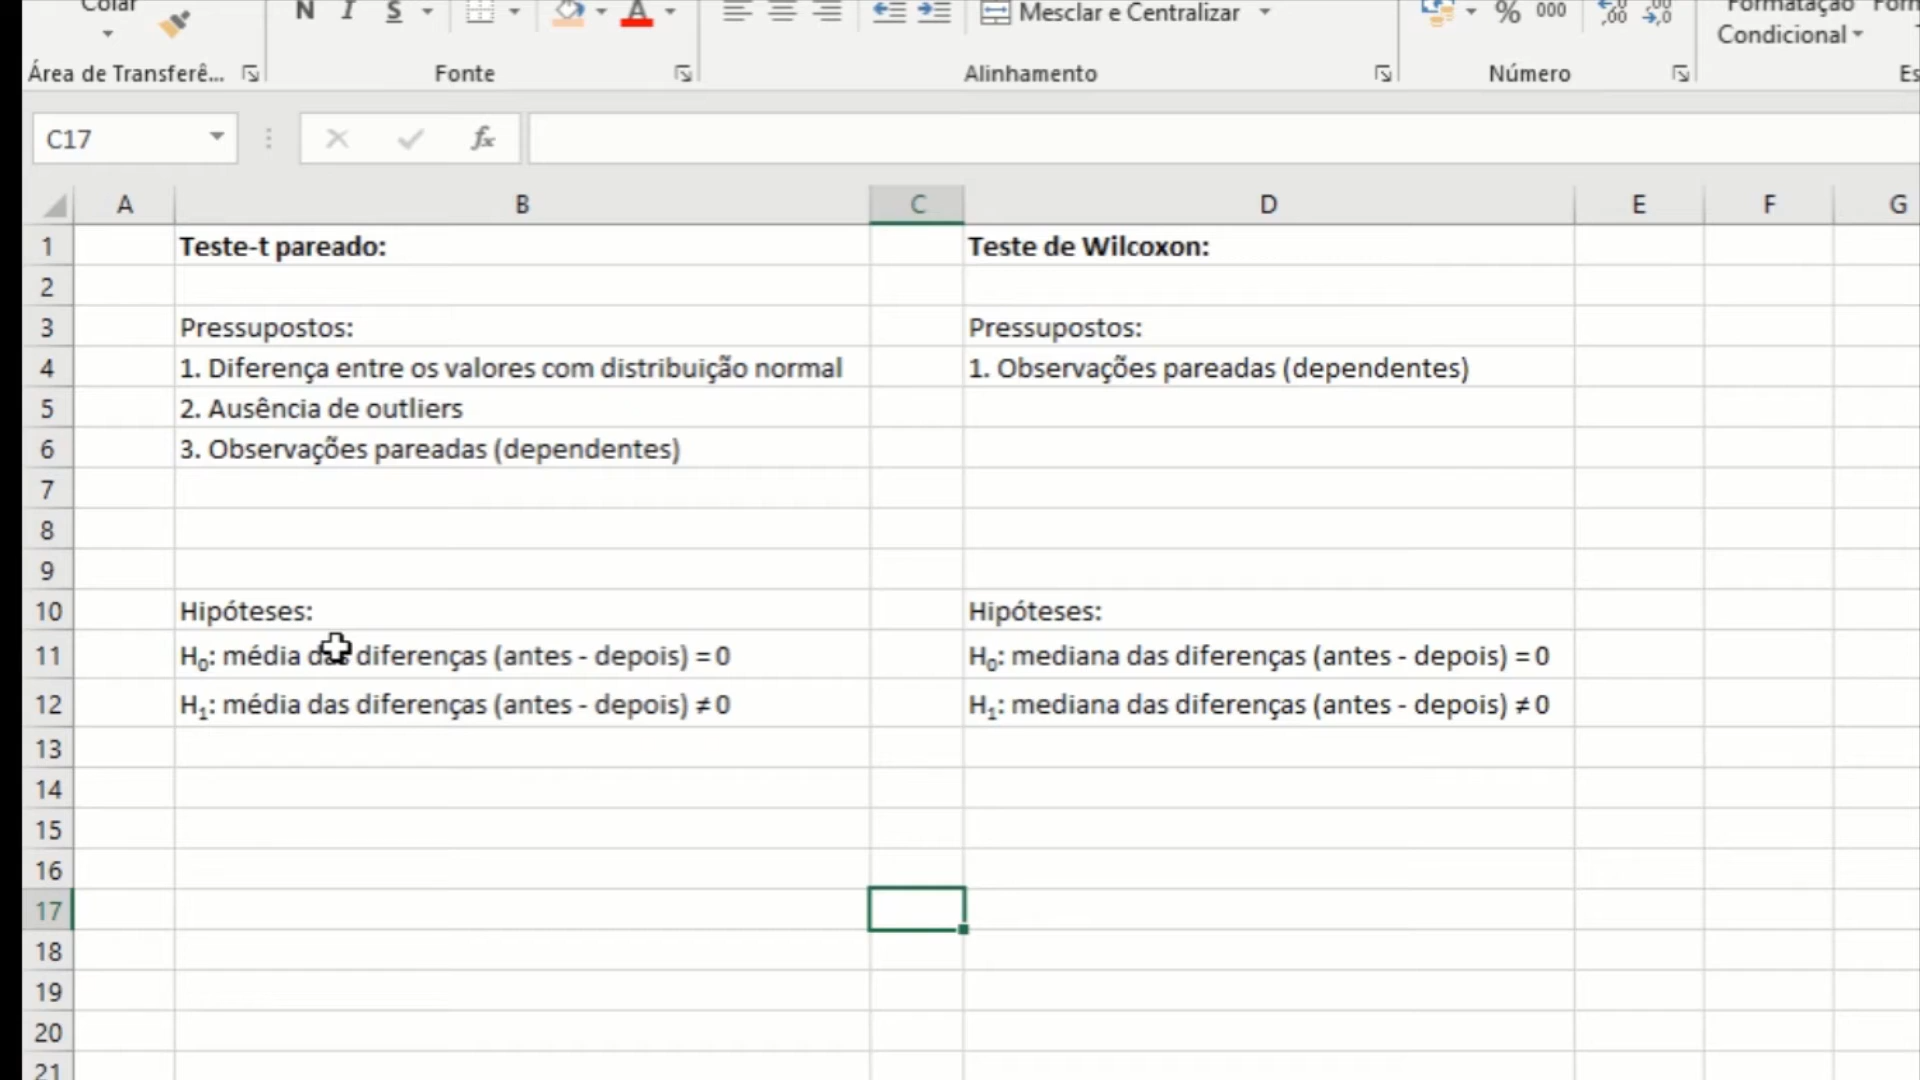 Colar
N I S
A
Mesclar e Centralizar
% 000
Formatação
Condicional
Área de Transferê...
Fonte
Alinhamento
Número
Es
C17
fx
A B C D E F G
1 Teste-t pareado: Teste de Wilcoxon:
2
3 Pressupostos: Pressupostos:
4 1. Diferença entre os valores com distribuição normal 1. Observações pareadas (dependentes)
5 2. Ausência de outliers
6 3. Observações pareadas (dependentes)
7
8
9
10 Hipóteses: Hipóteses:
11 H₀: média das diferenças (antes - depois) = 0 H₀: mediana das diferenças (antes - depois) = 0
12 H₁: média das diferenças (antes - depois) ≠ 0 H₁: mediana das diferenças (antes - depois) ≠ 0
13
14
15
16
17
18
19
20
21